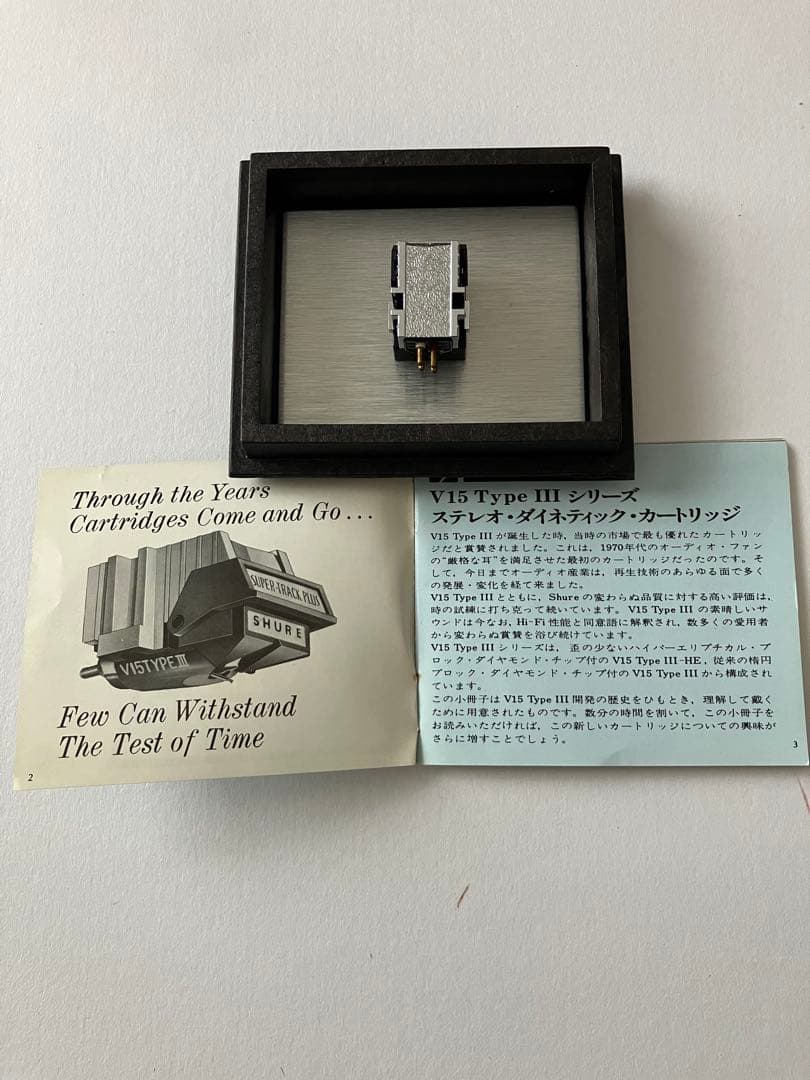 Through the Years
Cartridges Come and Go...
SUPER-TRACK PLUS
SHURE
V15 TYPE III
Few Can Withstand
The Test of Time
2
V15 Type III シリーズ
ステレオ・ダイネティック・カートリッジ
V15 Type III が誕生した時，当時の市場で最も優れたカートリッ
ジだと賞賛されました。これは，1970年代のオーディオ・ファン
の“厳格な耳”を満足させた最初のカートリッジだったのです。そ
して，今日までオーディオ産業は，再生技術のあらゆる面で多く
の発展・変化を経て来ました。
V15 Type III とともに，Shure の変わらぬ品質に対する高い評価は，
時の試練に打ち克って続いています。V15 Type III の素晴しいサ
ウンドは今なお，Hi-Fi 性能と同意語に解釈され，数多くの愛用者
から変わらぬ賞賛を浴び続けています。
V15 Type III シリーズは，歪の少ないハイパーエリプチカル・ブ
ロック・ダイヤモンド・チップ付の V15 Type III-HE，従来の楕円
ブロック・ダイヤモンド・チップ付の V15 Type III から構成され
ています。
この小冊子は V15 Type III 開発の歴史をひもとき，理解して戴く
ために用意されたものです。数分の時間を割いて，この小冊子を
お読みいただければ，この新しいカートリッジについての興味が
さらに増すことでしょう。
3